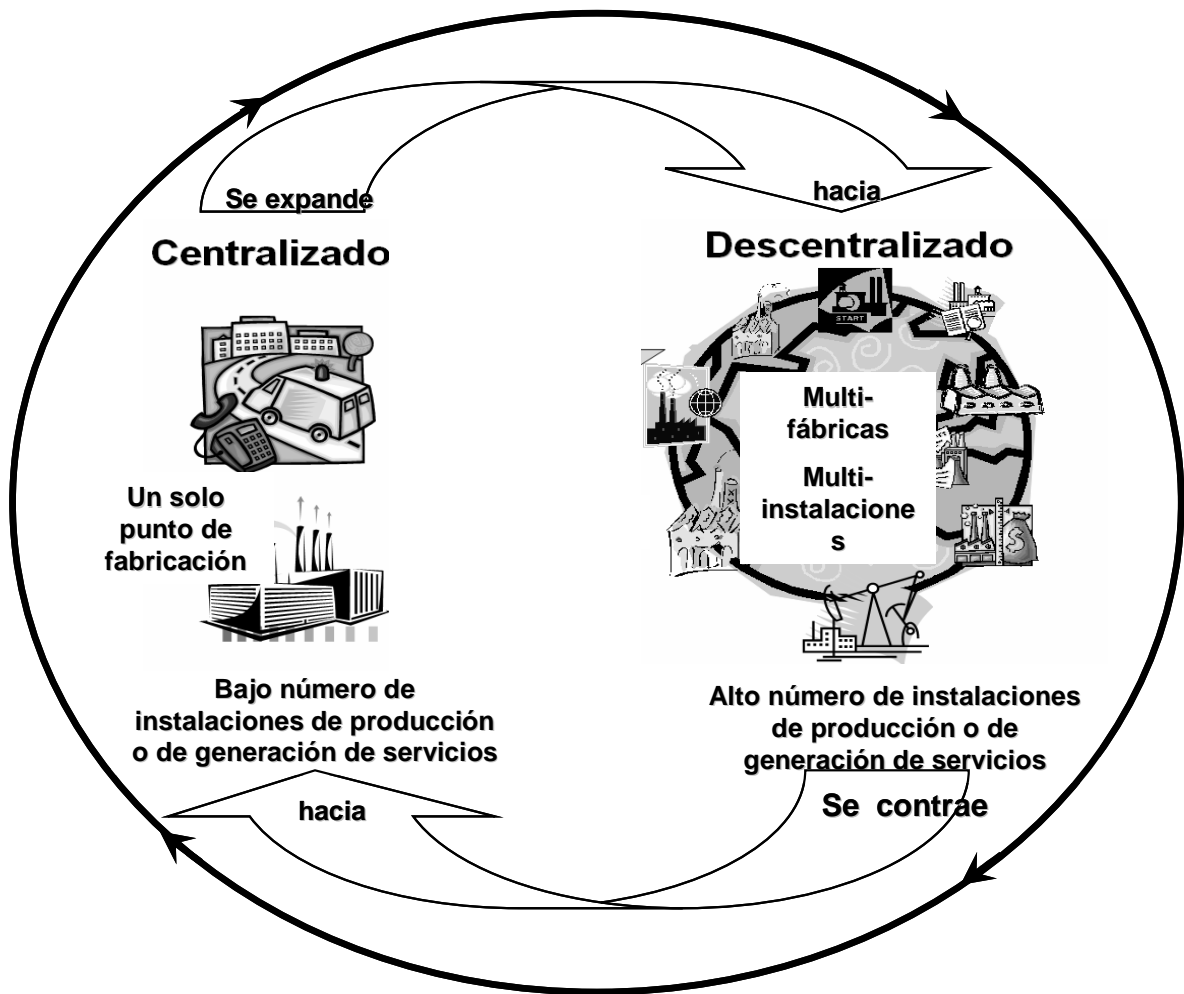 Se expande
hacia
Centralizado
Descentralizado
START
Multi-
fábricas
Multi-
instalacione
s
$
Un solo
punto de
fabricación
Bajo número de
instalaciones de producción
o de generación de servicios
Alto número de instalaciones
de producción o de
generación de servicios
hacia
Se contrae